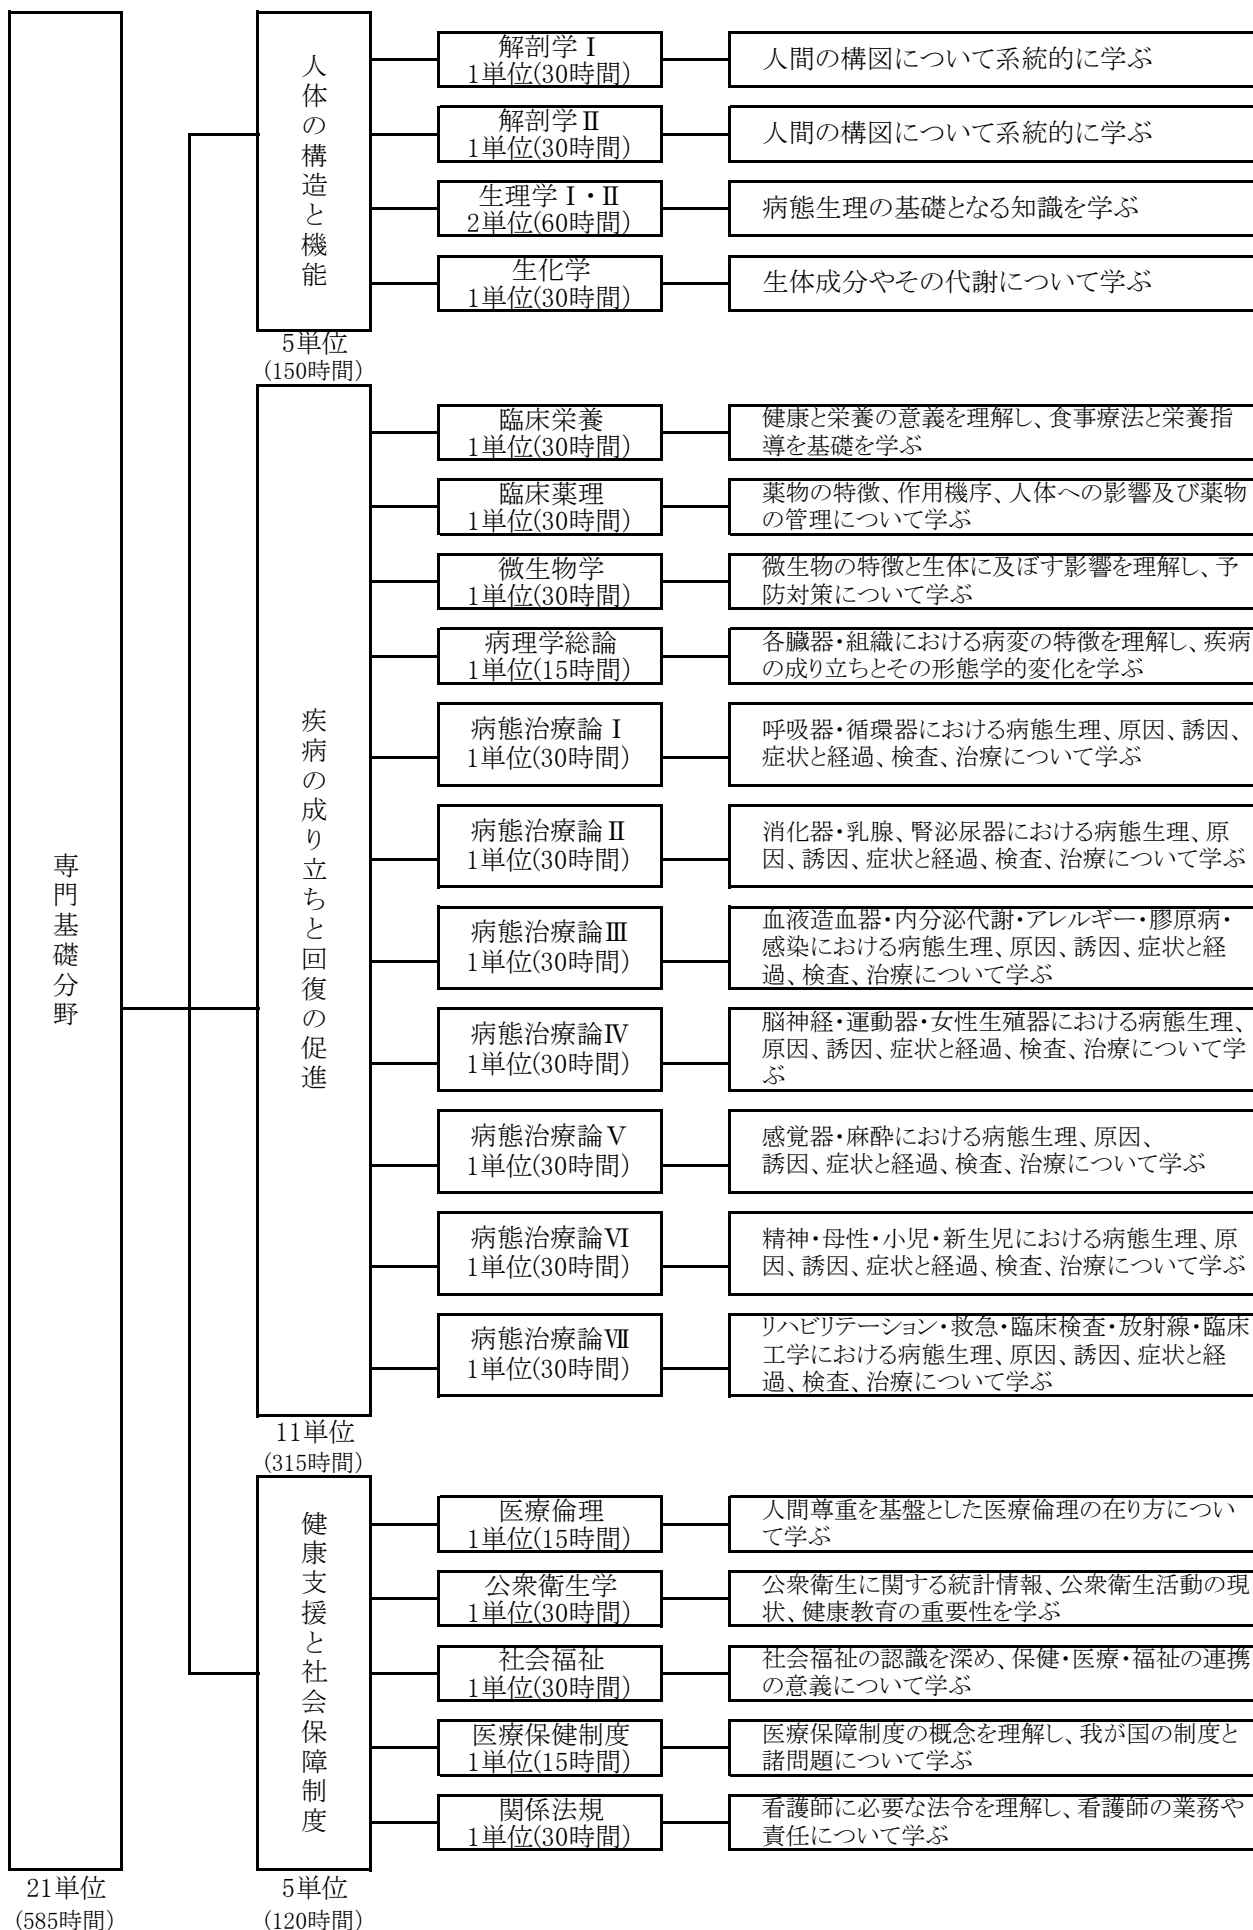 専門基礎分野
21単位
(585時間)
人体の構造と機能
5単位
(150時間)
解剖学Ⅰ
1単位(30時間)
人間の構図について系統的に学ぶ
解剖学Ⅱ
1単位(30時間)
人間の構図について系統的に学ぶ
生理学Ⅰ・Ⅱ
2単位(60時間)
病態生理の基礎となる知識を学ぶ
生化学
1単位(30時間)
生体成分やその代謝について学ぶ
疾病の成り立ちと回復の促進
11単位
(315時間)
臨床栄養
1単位(30時間)
健康と栄養の意義を理解し、食事療法と栄養指
導を基礎を学ぶ
臨床薬理
1単位(30時間)
薬物の特徴、作用機序、人体への影響及び薬物
の管理について学ぶ
微生物学
1単位(30時間)
微生物の特徴と生体に及ぼす影響を理解し、予
防対策について学ぶ
病理学総論
1単位(15時間)
各臓器・組織における病変の特徴を理解し、疾病
の成り立ちとその形態学的変化を学ぶ
病態治療論Ⅰ
1単位(30時間)
呼吸器・循環器における病態生理、原因、誘因、
症状と経過、検査、治療について学ぶ
病態治療論Ⅱ
1単位(30時間)
消化器・乳腺、腎泌尿器における病態生理、原
因、誘因、症状と経過、検査、治療について学ぶ
病態治療論Ⅲ
1単位(30時間)
血液造血器・内分泌代謝・アレルギー・膠原病・
感染における病態生理、原因、誘因、症状と経
過、検査、治療について学ぶ
病態治療論Ⅳ
1単位(30時間)
脳神経・運動器・女性生殖器における病態生理、
原因、誘因、症状と経過、検査、治療について学
ぶ
病態治療論Ⅴ
1単位(30時間)
感覚器・麻酔における病態生理、原因、
誘因、症状と経過、検査、治療について学ぶ
病態治療論Ⅵ
1単位(30時間)
精神・母性・小児・新生児における病態生理、原
因、誘因、症状と経過、検査、治療について学ぶ
病態治療論Ⅶ
1単位(30時間)
リハビリテーション・救急・臨床検査・放射線・臨床
工学における病態生理、原因、誘因、症状と経
過、検査、治療について学ぶ
健康支援と社会保障制度
5単位
(120時間)
医療倫理
1単位(15時間)
人間尊重を基盤とした医療倫理の在り方につい
て学ぶ
公衆衛生学
1単位(30時間)
公衆衛生に関する統計情報、公衆衛生活動の現
状、健康教育の重要性を学ぶ
社会福祉
1単位(30時間)
社会福祉の認識を深め、保健・医療・福祉の連携
の意義について学ぶ
医療保健制度
1単位(15時間)
医療保障制度の概念を理解し、我が国の制度と
諸問題について学ぶ
関係法規
1単位(30時間)
看護師に必要な法令を理解し、看護師の業務や
責任について学ぶ